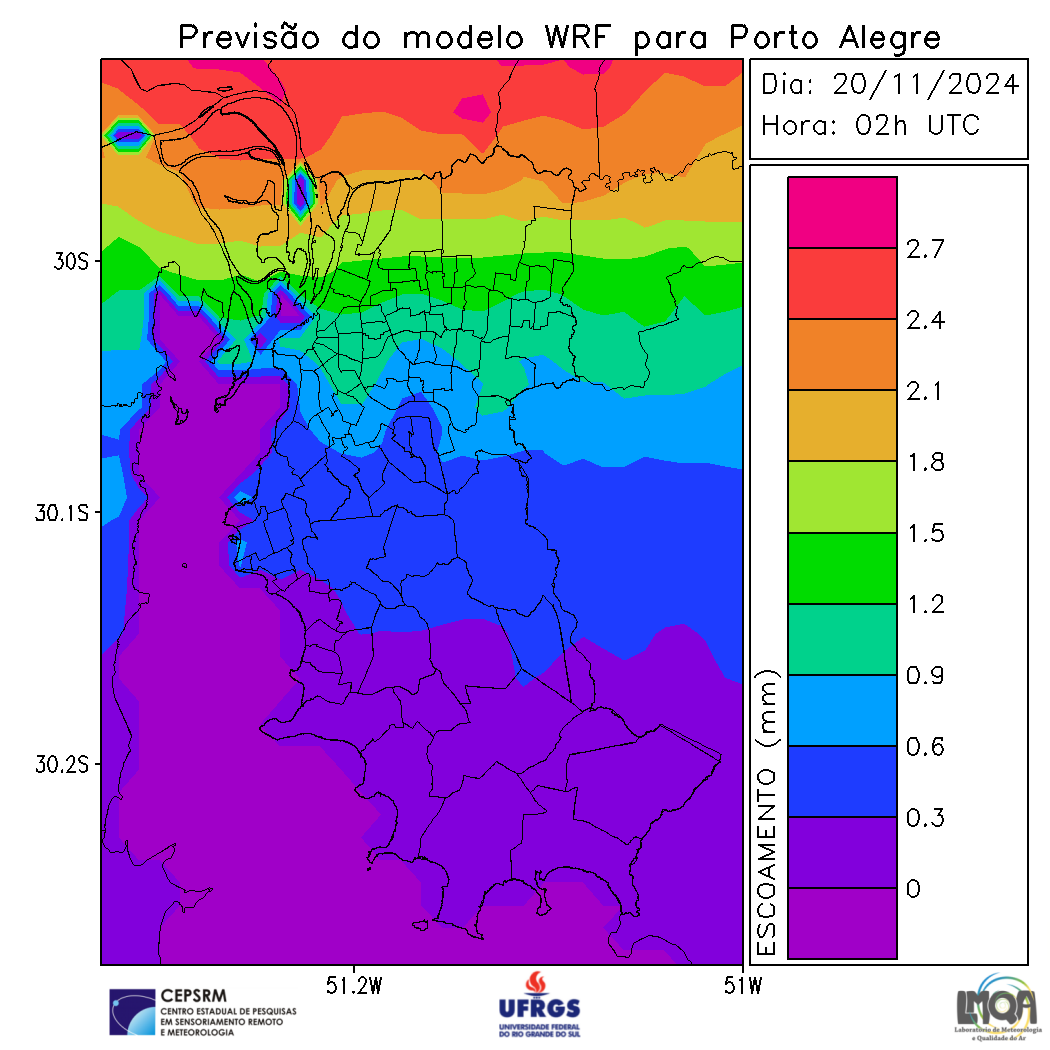 Previsão do modelo WRF para Porto Alegre
Dia: 20/11/2024
Hora: 02h UTC
30S
30.1S
30.2S
51.2W
51W
ESCOAMENTO (mm)
2.7
2.4
2.1
1.8
1.5
1.2
0.9
0.6
0.3
0
CEPSRM
CENTRO ESTADUAL DE PESQUISAS
EM SENSORIAMENTO REMOTO
E METEOROLOGIA
UFRGS
UNIVERSIDADE FEDERAL
DO RIO GRANDE DO SUL
LMQA
Laboratório de Meteorologia
e Qualidade do Ar